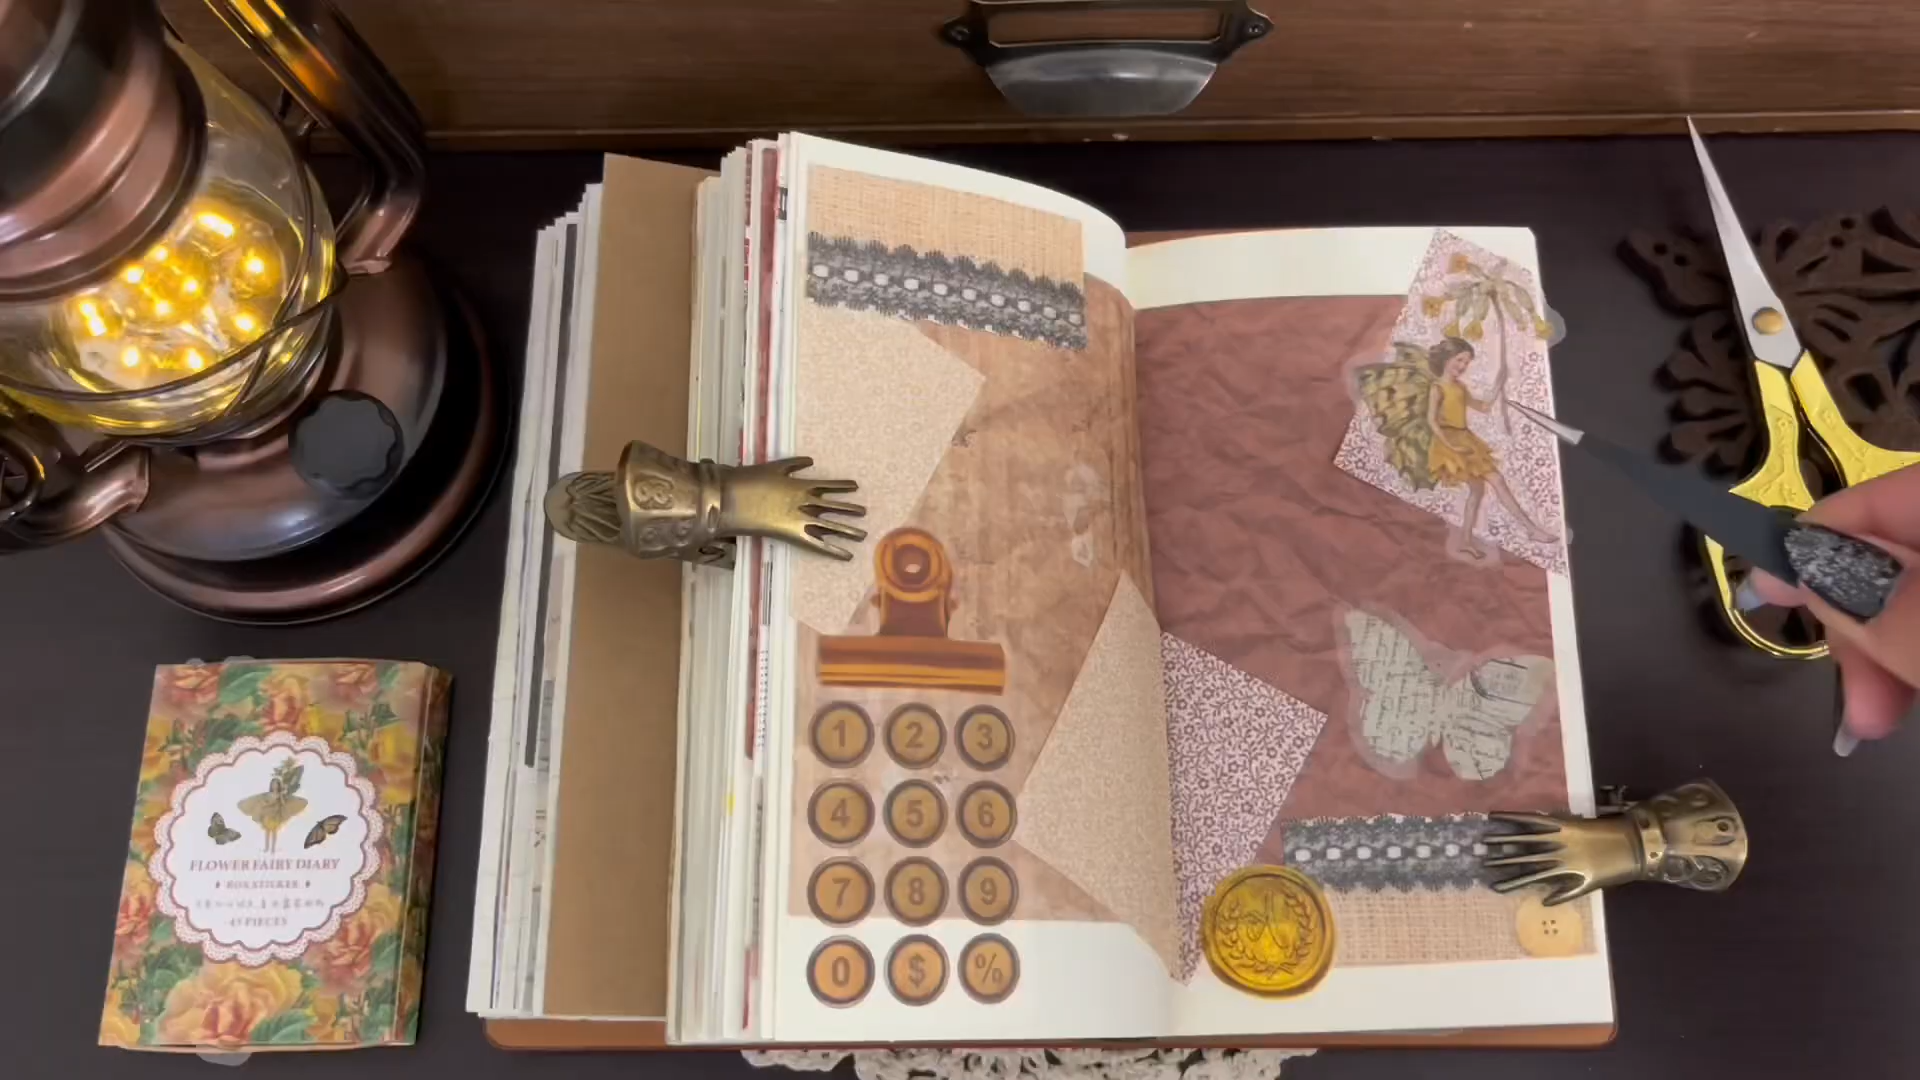 FLOWER FAIRY DIARY
BOX STICKER
45 PIECES
1 2 3
4 5 6
7 8 9
0 $ %